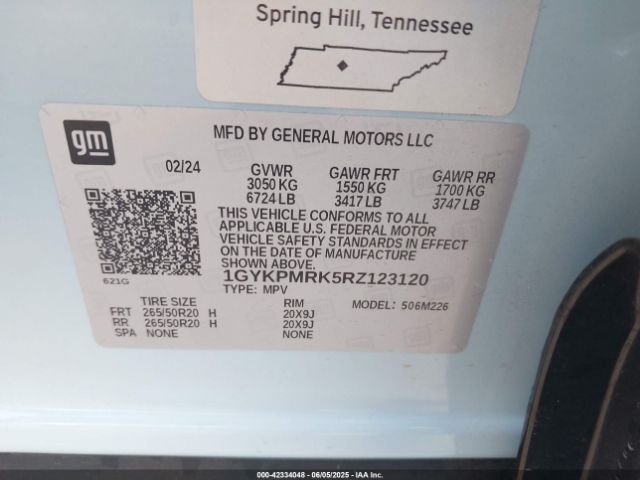 Spring Hill, Tennessee
gm
MFD BY GENERAL MOTORS LLC
02/24 GVWR GAWR FRT GAWR RR
3050 KG 1550 KG 1700 KG
6724 LB 3417 LB 3747 LB
THIS VEHICLE CONFORMS TO ALL
APPLICABLE U.S. FEDERAL MOTOR
VEHICLE SAFETY STANDARDS IN EFFECT
ON THE DATE OF MANUFACTURE
SHOWN ABOVE.
621G
1GYKPMRK5RZ123120
TYPE: MPV
TIRE SIZE RIM MODEL: 506M226
FRT 265/50R20 H 20X9J
RR 265/50R20 H 20X9J
SPA NONE NONE
000-42334048 - 06/05/2025 - IAA Inc.